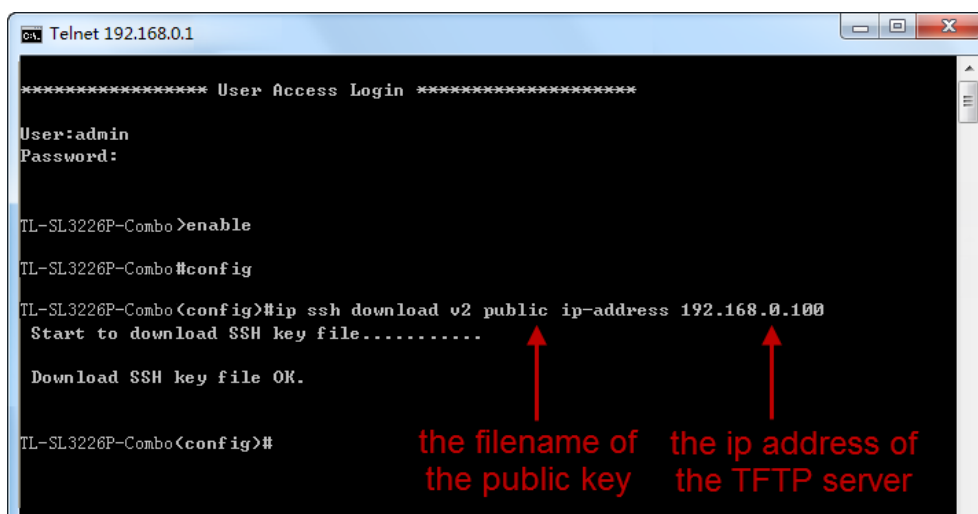 C:\. Telnet 192.168.0.1
***************** User Access Login ********************
User:admin
Password:
TL-SL3226P-Combo>enable
TL-SL3226P-Combo#config
TL-SL3226P-Combo(config)#ip ssh download v2 public ip-address 192.168.0.100
Start to download SSH key file...........
Download SSH key file OK.
TL-SL3226P-Combo(config)#
the filename of
the public key
the ip address of
the TFTP server